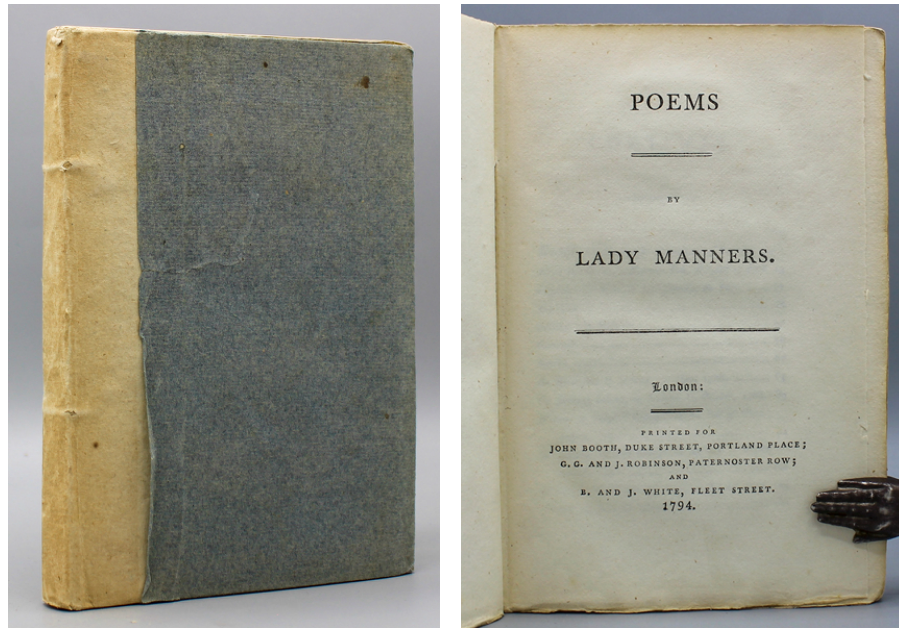 POEMS
BY
LADY MANNERS.
London:
PRINTED FOR
JOHN BOOTH, DUKE STREET, PORTLAND PLACE;
G. G. AND J. ROBINSON, PATERNOSTER ROW;
AND
B. AND J. WHITE, FLEET STREET.
1794.